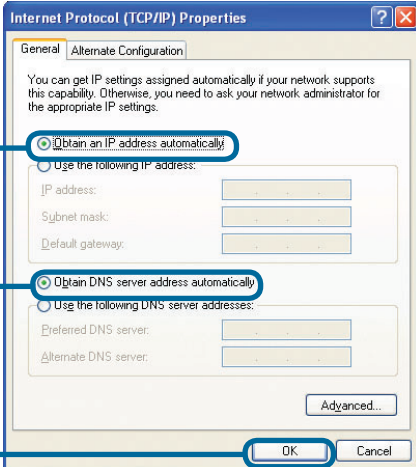 Internet Protocol (TCP/IP) Properties
General
Alternate Configuration
You can get IP settings assigned automatically if your network supports
this capability. Otherwise, you need to ask your network administrator for
the appropriate IP settings.
Obtain an IP address automatically
Use the following IP address:
IP address:
Subnet mask:
Default gateway:
Obtain DNS server address automatically
Use the following DNS server addresses:
Preferred DNS server:
Alternate DNS server:
Advanced...
OK
Cancel